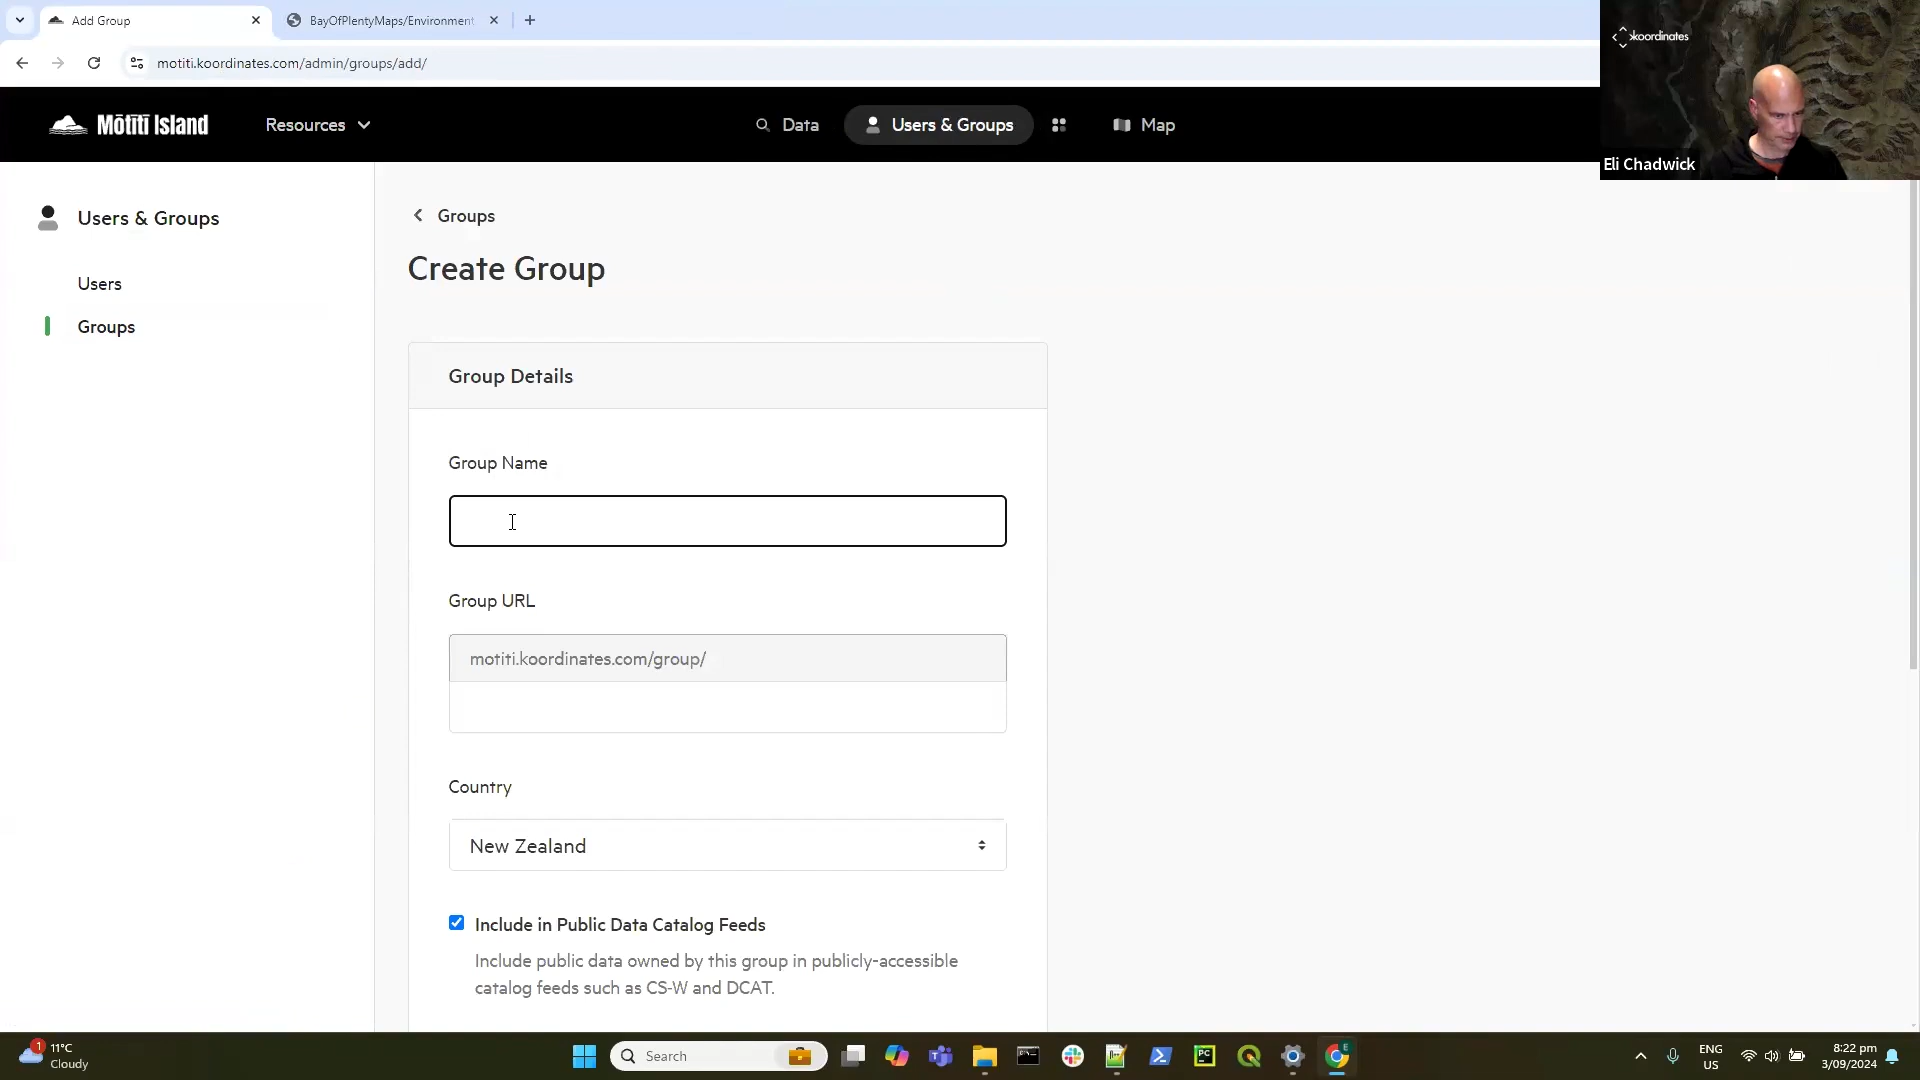 Add Group
BayOfPlentyMaps/Environment
motiti.koordinates.com/admin/groups/add/
koordinates
Eli Chadwick
Mōtītī Island
Resources
Data
Users & Groups
Map
Users & Groups
Users
Groups
Groups
Create Group
Group Details
Group Name
Group URL
motiti.koordinates.com/group/
Country
New Zealand
Include in Public Data Catalog Feeds
Include public data owned by this group in publicly-accessible
catalog feeds such as CS-W and DCAT.
1
11°C
Cloudy
Search
PC
E
ENG
US
8:22 pm
3/09/2024